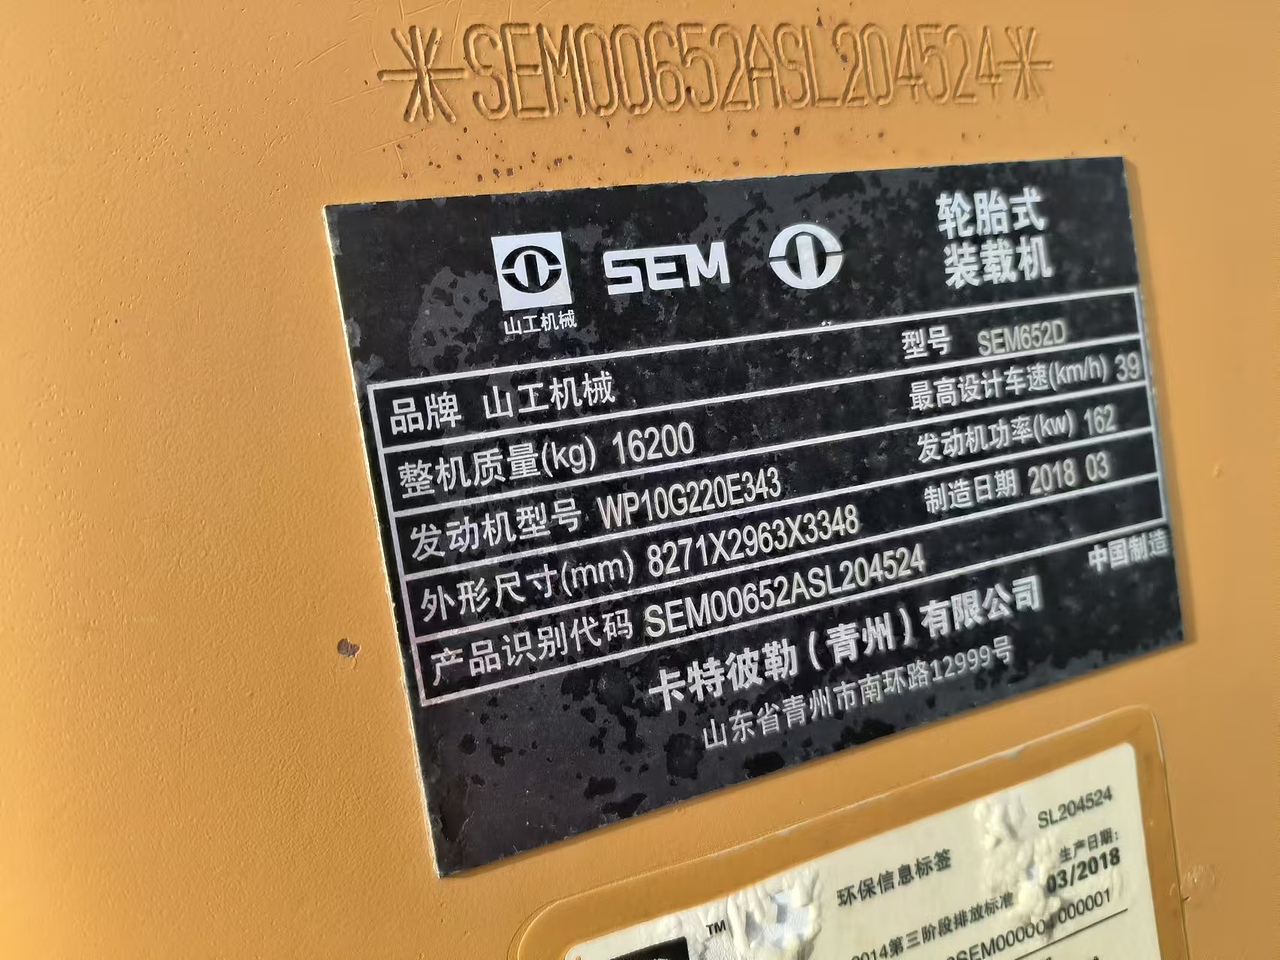 *SEM00652ASL204524*
山工机械
SEM
轮胎式
装载机
品牌 山工机械 型号 SEM652D
整机质量(kg) 16200 最高设计车速(km/h) 39
发动机型号 WP10G220E343 发动机功率(kw) 162
外形尺寸(mm) 8271X2963X3348 制造日期 2018 03
产品识别代码 SEM00652ASL204524
中国制造
卡特彼勒(青州)有限公司
山东省青州市南环路12999号
SL204524
TM
环保信息标签
生产日期:
03/2018
2014第三阶段排放标准